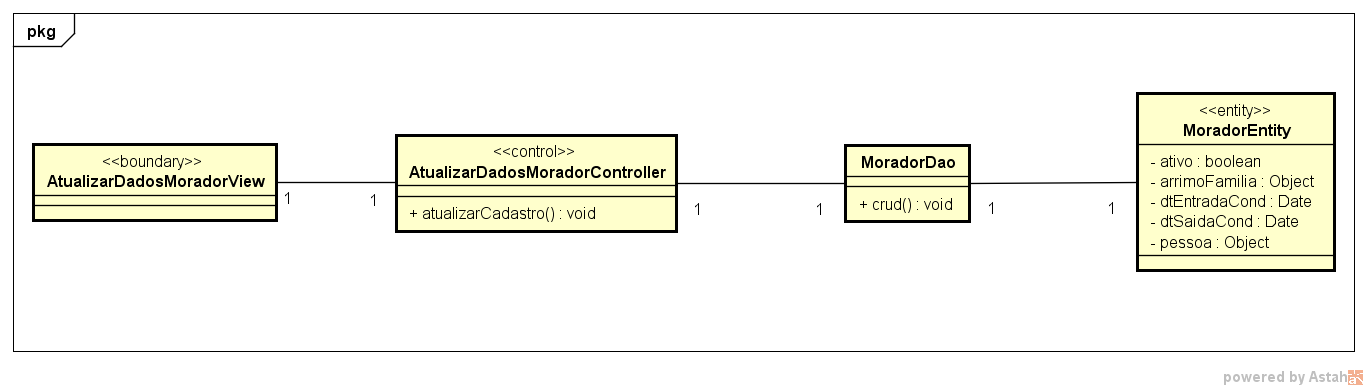 pkg
<<boundary>>
AtualizarDadosMoradorView
1
1
<<control>>
AtualizarDadosMoradorController
+ atualizarCadastro() : void
1
1
MoradorDao
+ crud() : void
1
1
<<entity>>
MoradorEntity
- ativo : boolean
- arrimoFamilia : Object
- dtEntradaCond : Date
- dtSaidaCond : Date
- pessoa : Object
powered by Astah